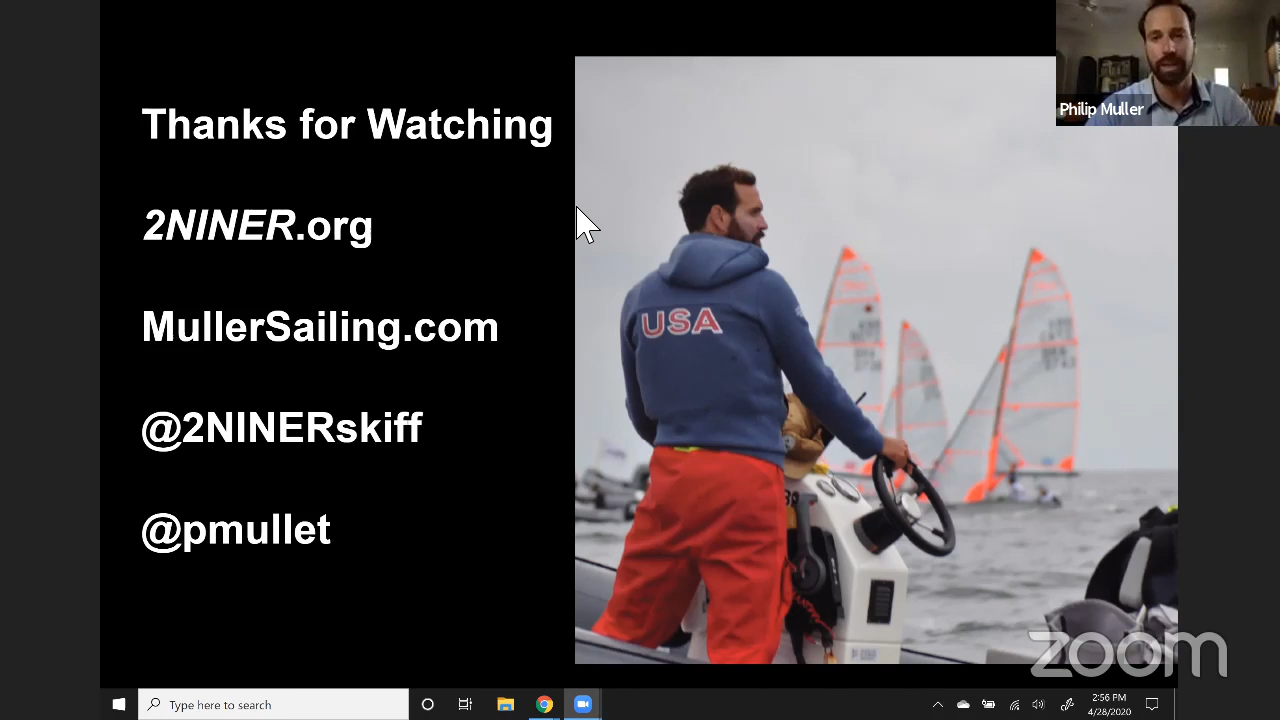 Thanks for Watching
2NINER.org
MullerSailing.com
@2NINERskiff
@pmullet
Philip Muller
USA
zoom
Type here to search
2:56 PM
4/28/2020